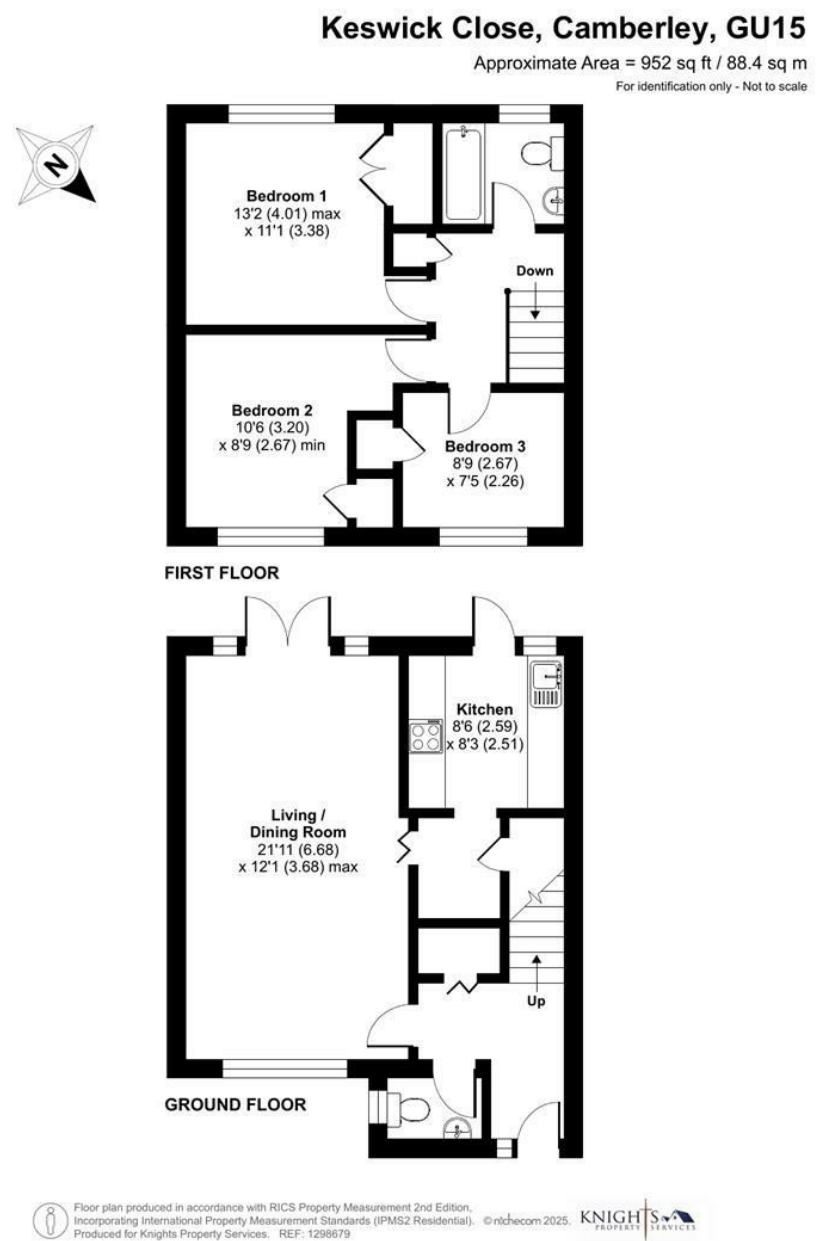 Keswick Close, Camberley, GU15
Approximate Area = 952 sq ft / 88.4 sq m
For identification only - Not to scale
N
Bedroom 1
13'2 (4.01) max
x 11'1 (3.38)
Down
Bedroom 2
10'6 (3.20)
x 8'9 (2.67) min
Bedroom 3
8'9 (2.67)
x 7'5 (2.26)
FIRST FLOOR
Kitchen
8'6 (2.59)
x 8'3 (2.51)
Living /
Dining Room
21'11 (6.68)
x 12'1 (3.68) max
Up
GROUND FLOOR
Floor plan produced in accordance with RICS Property Measurement 2nd Edition,
Incorporating International Property Measurement Standards (IPMS2 Residential). © ntchecom 2025.
Produced for Knights Property Services. REF: 1298679
KNIGHTS
PROPERTY SERVICES